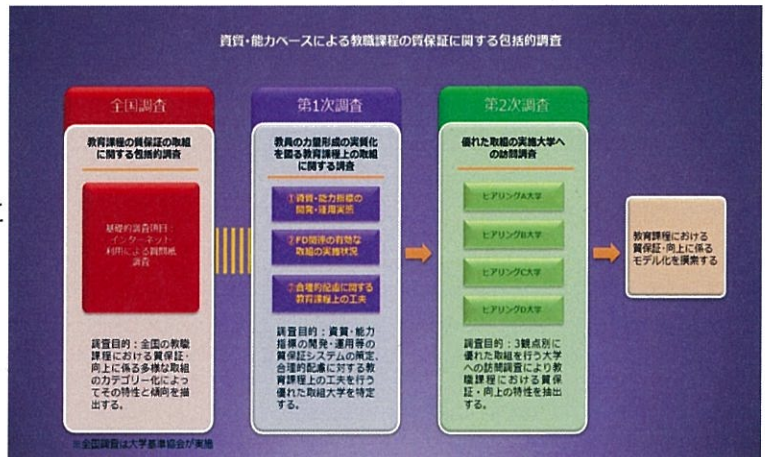 資質・能力ベースによる教職課程の質保証に関する包括的調査
全国調査
教育課程の質保証の取組
に関する包括的調査
基礎的調査項目：
インターネット
利用による質問紙
調査
調査目的：全国の教職
課程における質保証・
向上に係る多様な取組
のカテゴリー化によっ
てその特性と傾向を描
出する。
※全国調査は大学基準協会が実施
第1次調査
教員の力量形成の実質化
を図る教育課程上の取組
に関する調査
①資質・能力指標の
開発・運用実態
②FD関連の有効な
取組の実施状況
③合理的配慮に関する
教育課程上の工夫
調査目的：資質・能力
指標の開発・運用等の
質保証システムの策定、
合理的配慮に対する教
育課程上の工夫を行う
優れた取組大学を特定
する。
第2次調査
優れた取組の実施大学へ
の訪問調査
ヒアリングA大学
ヒアリングB大学
ヒアリングC大学
ヒアリングD大学
調査目的：3観点別に
優れた取組を行う大学
への訪問調査により教
職課程における質保
証・向上の特性を抽出
する。
教育課程における
質保証・向上に係る
モデル化を模索する